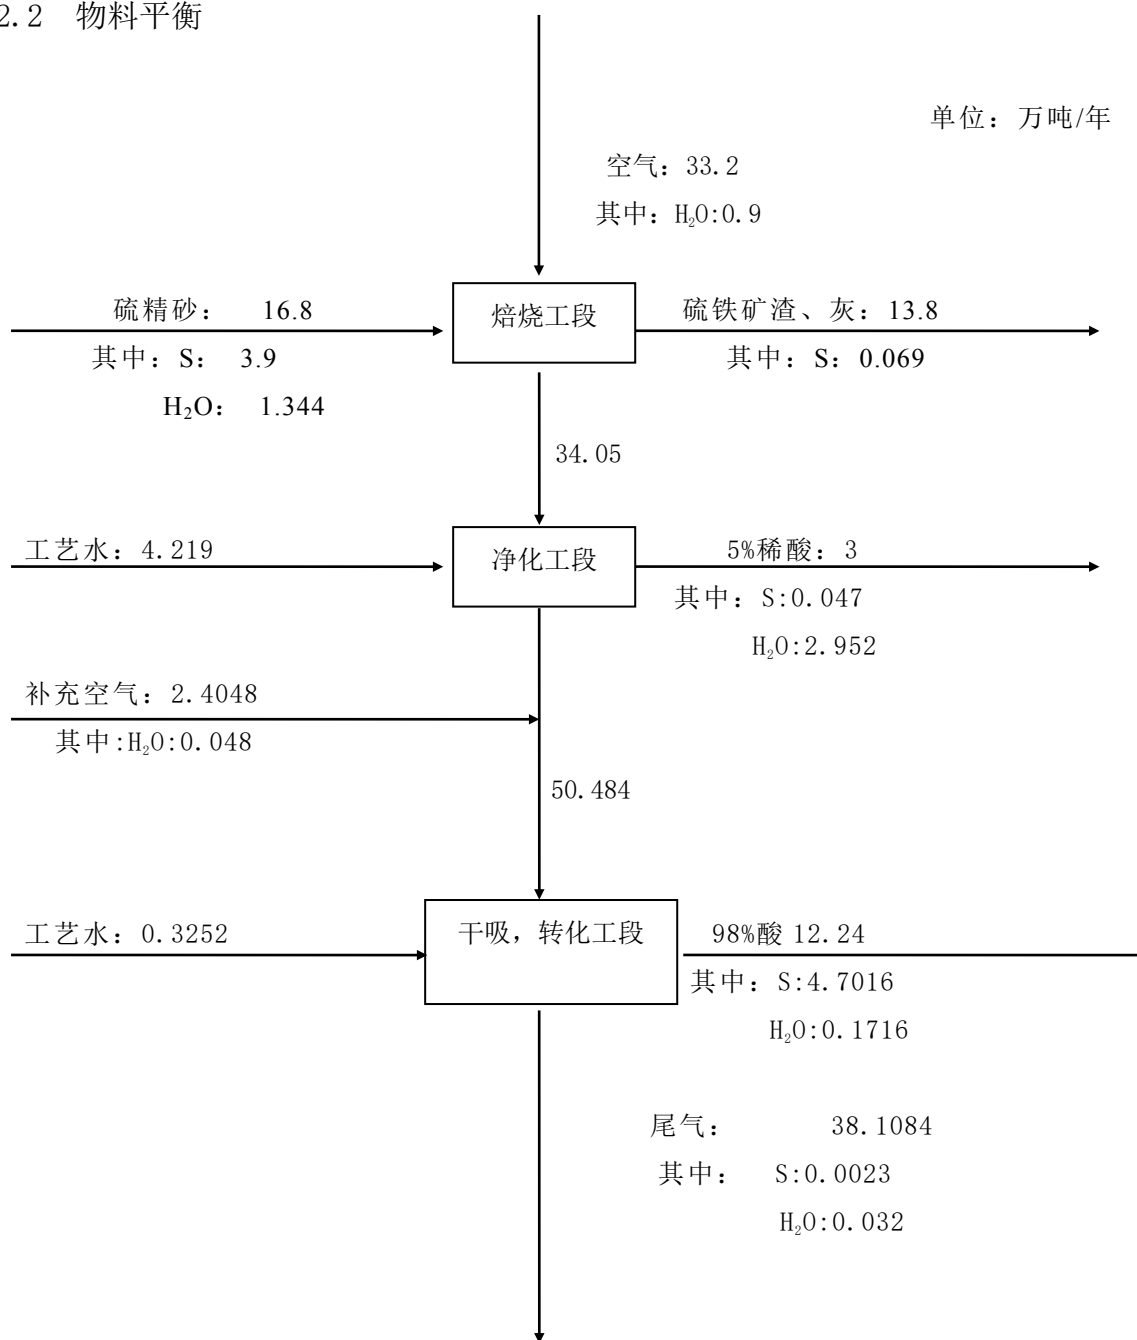 2.2 物料平衡
单位：万吨/年
空气：33.2
其中：H₂O:0.9
硫精砂： 16.8
焙烧工段
硫铁矿渣、灰：13.8
其中：S： 3.9
其中：S：0.069
H₂O： 1.344
34.05
工艺水：4.219
净化工段
5%稀酸：3
其中：S:0.047
H₂O:2.952
补充空气：2.4048
其中:H₂O:0.048
50.484
工艺水：0.3252
干吸，转化工段
98%酸 12.24
其中：S:4.7016
H₂O:0.1716
尾气： 38.1084
其中： S:0.0023
H₂O:0.032